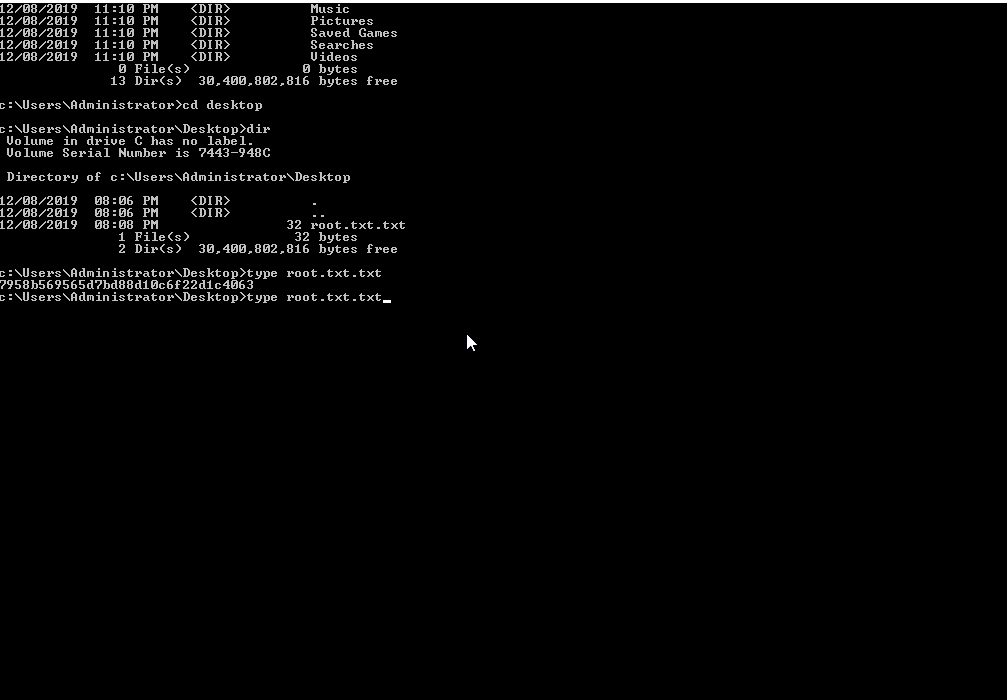 12/08/2019  11:10 PM    <DIR>          Music
12/08/2019  11:10 PM    <DIR>          Pictures
12/08/2019  11:10 PM    <DIR>          Saved Games
12/08/2019  11:10 PM    <DIR>          Searches
12/08/2019  11:10 PM    <DIR>          Videos
               0 File(s)              0 bytes
              13 Dir(s)  30,400,802,816 bytes free
c:\Users\Administrator>cd desktop
c:\Users\Administrator\Desktop>dir
 Volume in drive C has no label.
 Volume Serial Number is 7443-948C
 Directory of c:\Users\Administrator\Desktop
12/08/2019  08:06 PM    <DIR>          .
12/08/2019  08:06 PM    <DIR>          ..
12/08/2019  08:08 PM                32 root.txt.txt
               1 File(s)             32 bytes
               2 Dir(s)  30,400,802,816 bytes free
c:\Users\Administrator\Desktop>type root.txt.txt
7958b569565d7bd88d10c6f22d1c4063
c:\Users\Administrator\Desktop>type root.txt.txt